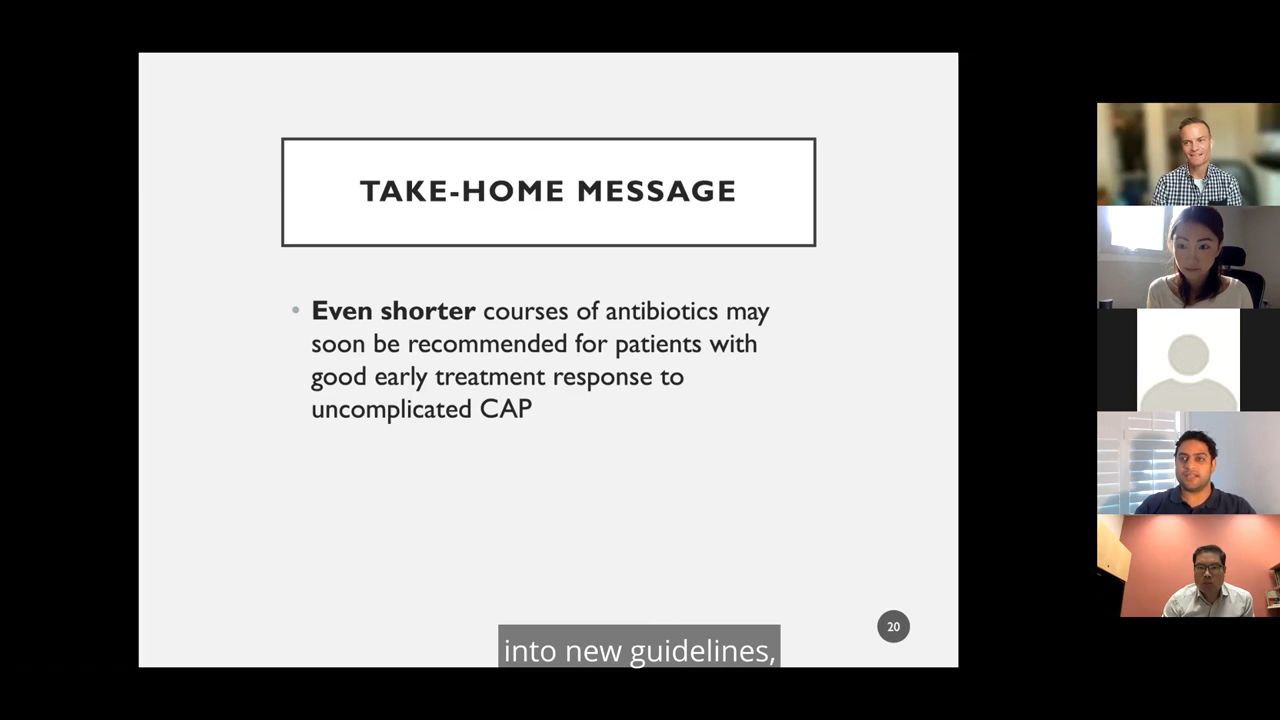 TAKE-HOME MESSAGE
• Even shorter courses of antibiotics may
soon be recommended for patients with
good early treatment response to
uncomplicated CAP
20
into new guidelines,